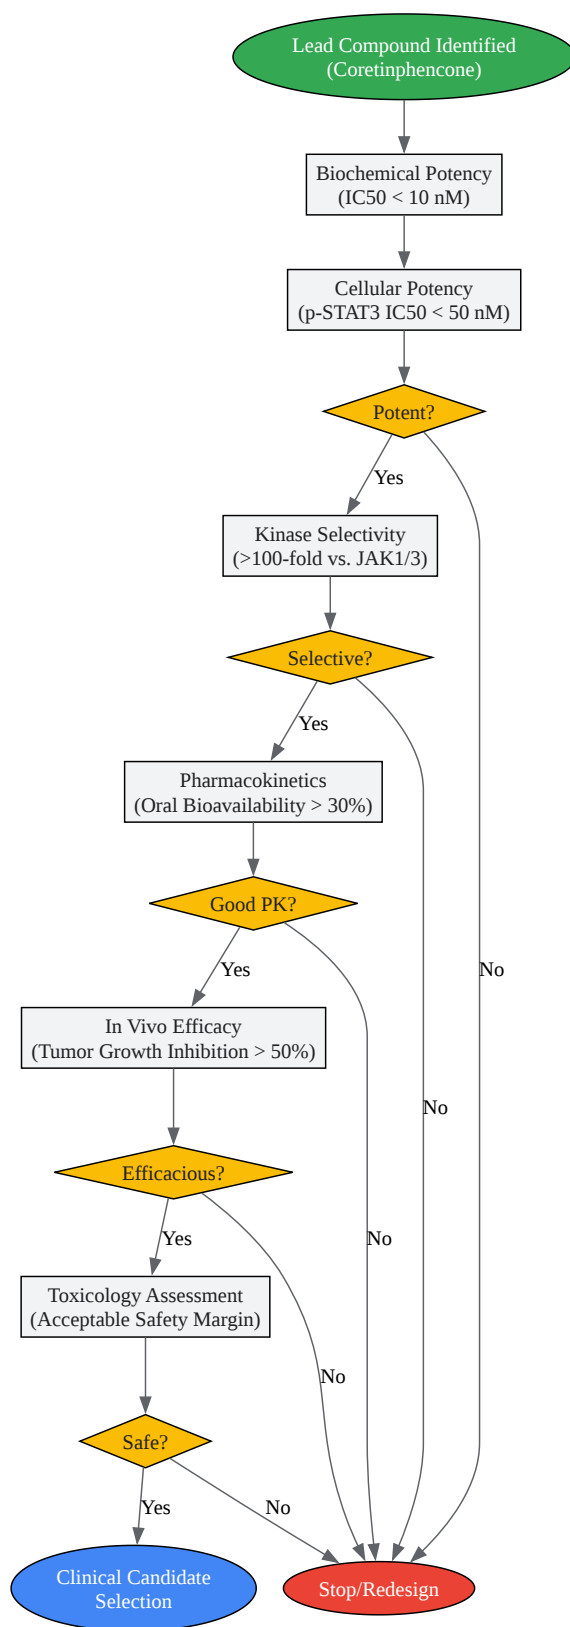 Lead Compound Identified
(Coretinphencone)
Biochemical Potency
(IC50 < 10 nM)
Cellular Potency
(p-STAT3 IC50 < 50 nM)
Potent?
Yes
Kinase Selectivity
(>100-fold vs. JAK1/3)
Selective?
Yes
Pharmacokinetics
(Oral Bioavailability > 30%)
Good PK?
Yes
No
In Vivo Efficacy
(Tumor Growth Inhibition > 50%)
No
Efficacious?
Yes
No
Toxicology Assessment
(Acceptable Safety Margin)
No
Safe?
Yes
No
Clinical Candidate
Selection
Stop/Redesign